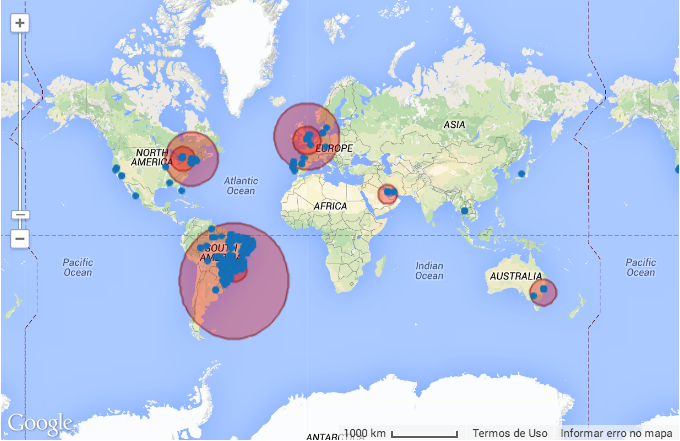 ASIA
NORTH
AMERICA
EUROPE
Atlantic
Ocean
AFRICA
SOUTH
AMERICA
Pacific
Ocean
Indian
Ocean
AUSTRALIA
Pacific
Ocean
Google
1000 km
Termos de Uso
Informar erro no mapa